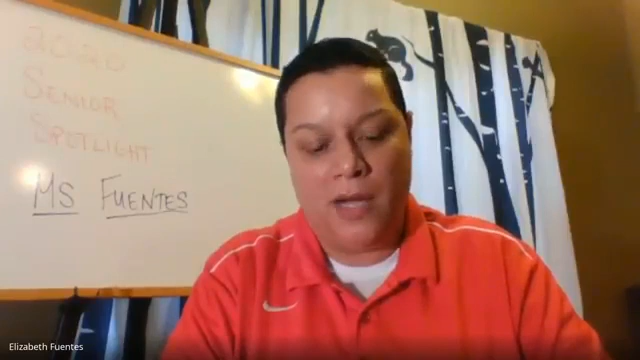 2020
SENIOR
SPOTLIGHT
MS FUENTES
Elizabeth Fuentes